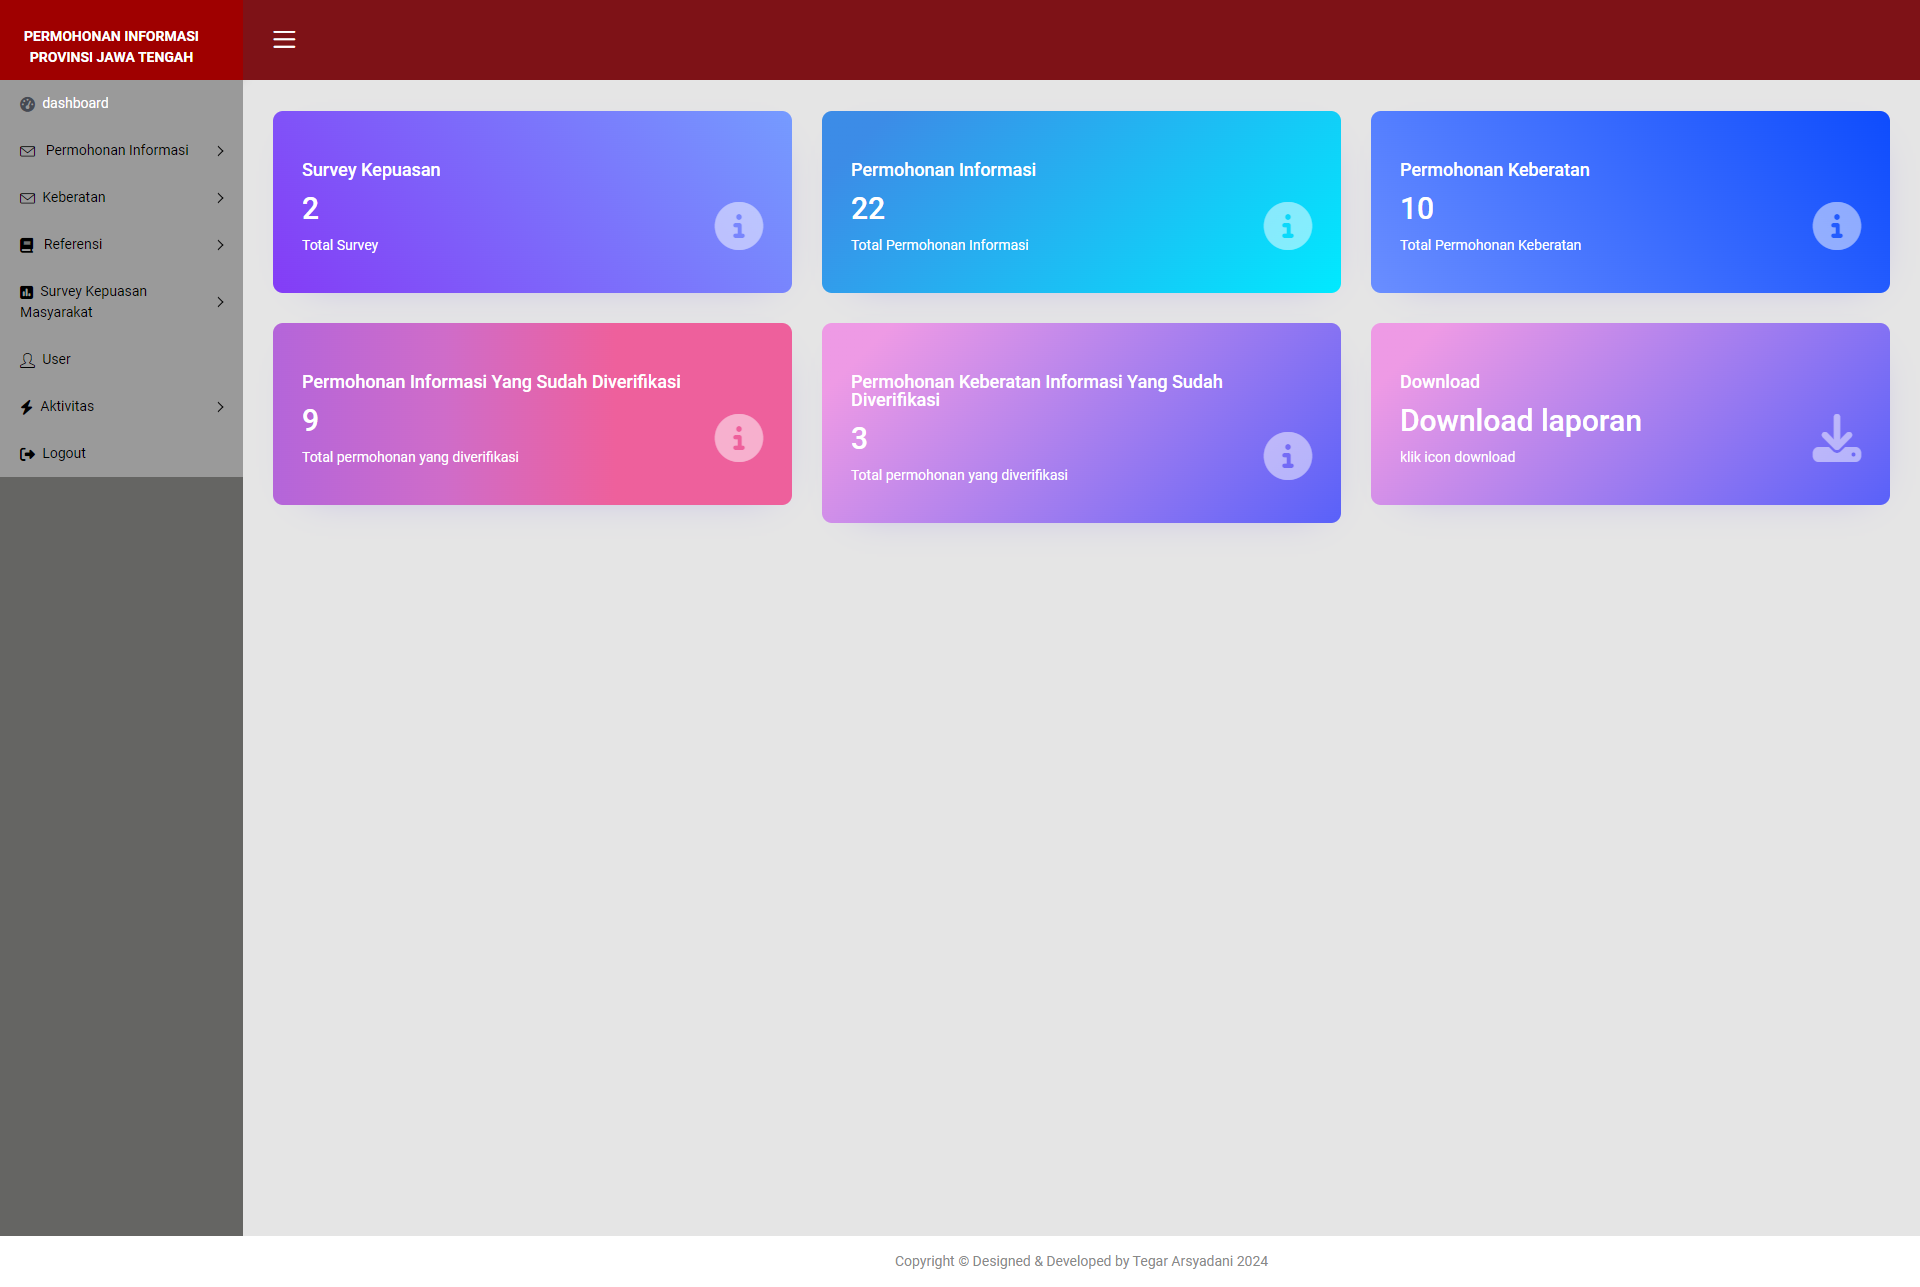 PERMOHONAN INFORMASI
PROVINSI JAWA TENGAH
dashboard
Permohonan Informasi
Keberatan
Referensi
Survey Kepuasan
Masyarakat
User
Aktivitas
Logout
Survey Kepuasan
2
Total Survey
Permohonan Informasi
22
Total Permohonan Informasi
Permohonan Keberatan
10
Total Permohonan Keberatan
Permohonan Informasi Yang Sudah Diverifikasi
9
Total permohonan yang diverifikasi
Permohonan Keberatan Informasi Yang Sudah
Diverifikasi
3
Total permohonan yang diverifikasi
Download
Download laporan
klik icon download
Copyright © Designed & Developed by Tegar Arsyadani 2024